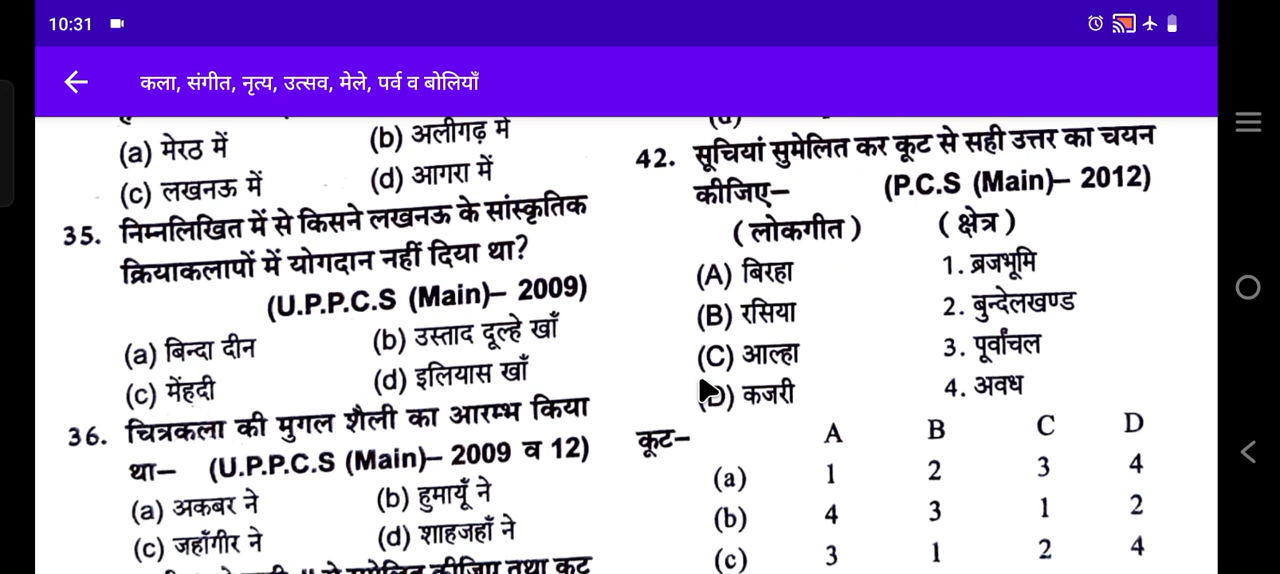 10:31
कला, संगीत, नृत्य, उत्सव, मेले, पर्व व बोलियाँ
(a) मेरठ में
(b) अलीगढ़ में
(c) लखनऊ में
(d) आगरा में
35. निम्नलिखित में से किसने लखनऊ के सांस्कृतिक
क्रियाकलापों में योगदान नहीं दिया था?
(U.P.P.C.S (Main)– 2009)
(a) बिन्दा दीन
(b) उस्ताद दूल्हे खाँ
(c) मेंहदी
(d) इलियास खाँ
36. चित्रकला की मुगल शैली का आरम्भ किया
था– (U.P.P.C.S (Main)– 2009 व 12)
(a) अकबर ने
(b) हुमायूँ ने
(c) जहाँगीर ने
(d) शाहजहाँ ने
42. सूचियां सुमेलित कर कूट से सही उत्तर का चयन
कीजिए– (P.C.S (Main)– 2012)
(लोकगीत) (क्षेत्र)
(A) बिरहा 1. ब्रजभूमि
(B) रसिया 2. बुन्देलखण्ड
(C) आल्हा 3. पूर्वांचल
(D) कजरी 4. अवध
कूट– A B C D
(a) 1 2 3 4
(b) 4 3 1 2
(c) 3 1 2 4